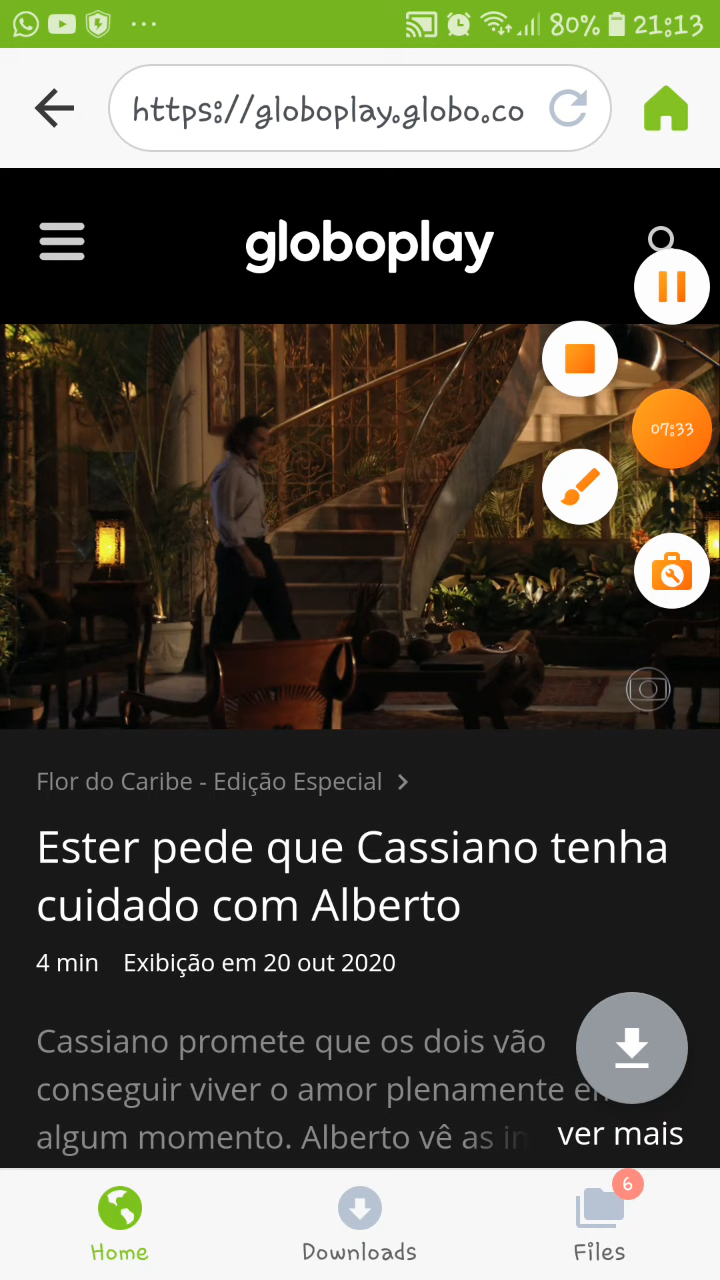 80% 21:13
https://globoplay.globo.co
globoplay
07:33
Flor do Caribe - Edição Especial
Ester pede que Cassiano tenha
cuidado com Alberto
4 min Exibição em 20 out 2020
Cassiano promete que os dois vão
conseguir viver o amor plenamente em
algum momento. Alberto vê as
ver mais
6
Home Downloads Files